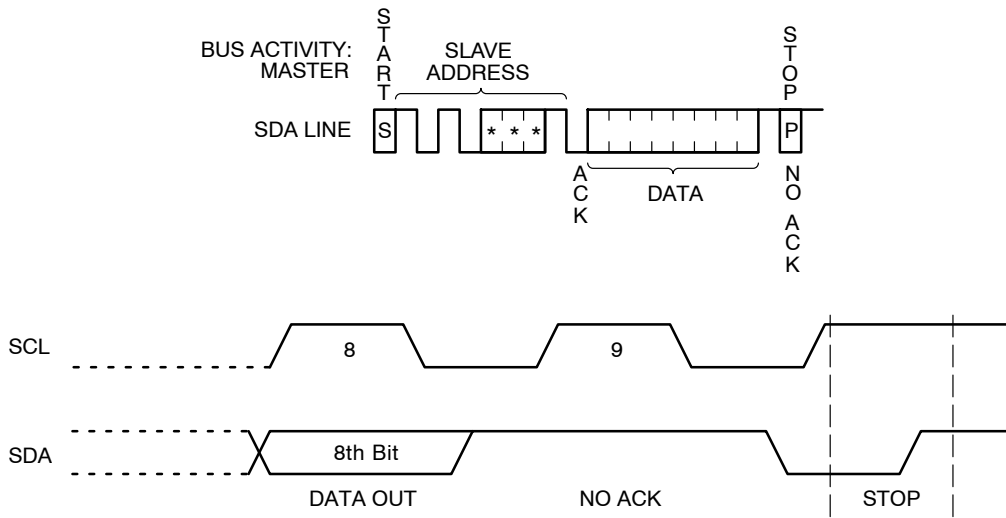 START
BUS ACTIVITY:
MASTER
SLAVE
ADDRESS
STOP
SDA LINE
S
* * *
P
ACK
DATA
NO ACK
SCL
8
9
SDA
8th Bit
DATA OUT
NO ACK
STOP